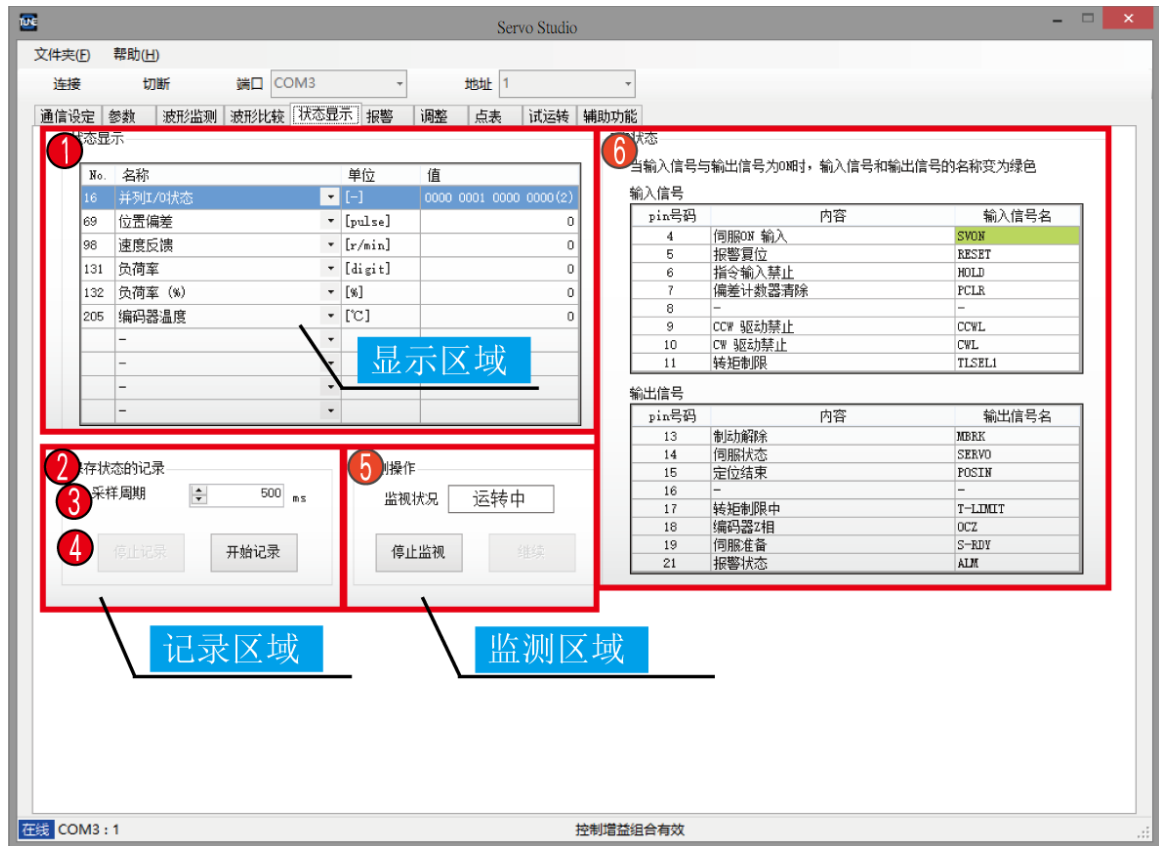 TUNE
Servo Studio
文件夹(F) 帮助(H)
连接 切断 端口 COM3 地址 1
通信设定 参数 波形监测 波形比较 状态显示 报警 调整 点表 试运转 辅助功能
1
状态显示
No. 名称 单位 值
16 并列I/O状态 [-] 0000 0001 0000 0000(2)
69 位置偏差 [pulse] 0
98 速度反馈 [r/min] 0
131 负荷率 [digit] 0
132 负荷率 (%) [%] 0
205 编码器温度 [℃] 0
-
-
-
-
显示区域
2
保存状态的记录
3
采样周期 500 ms
4
停止记录 开始记录
记录区域
5
测操作
监视状况 运转中
停止监视 继续
监测区域
6
状态
当输入信号与输出信号为ON时，输入信号和输出信号的名称变为绿色
输入信号
pin号码 内容 输入信号名
4 伺服ON 输入 SVON
5 报警复位 RESET
6 指令输入禁止 HOLD
7 偏差计数器清除 PCLR
8 - -
9 CCW 驱动禁止 CCWL
10 CW 驱动禁止 CWL
11 转矩制限 TLSEL1
输出信号
pin号码 内容 输出信号名
13 制动解除 MBRK
14 伺服状态 SERVO
15 定位结束 POSIN
16 - -
17 转矩制限中 T-LIMIT
18 编码器Z相 OCZ
19 伺服准备 S-RDY
21 报警状态 ALM
在线 COM3 : 1 控制增益组合有效